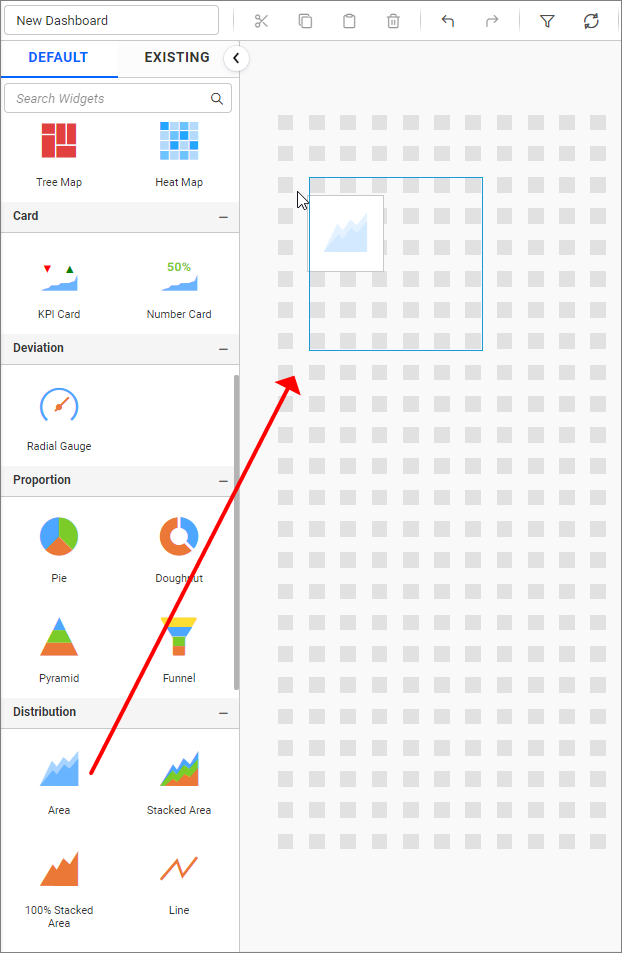 New Dashboard
DEFAULT
EXISTING
Search Widgets
Tree Map
Heat Map
Card
50%
KPI Card
Number Card
Deviation
Radial Gauge
Proportion
Pie
Doughnut
Pyramid
Funnel
Distribution
Area
Stacked Area
100% Stacked
Area
Line